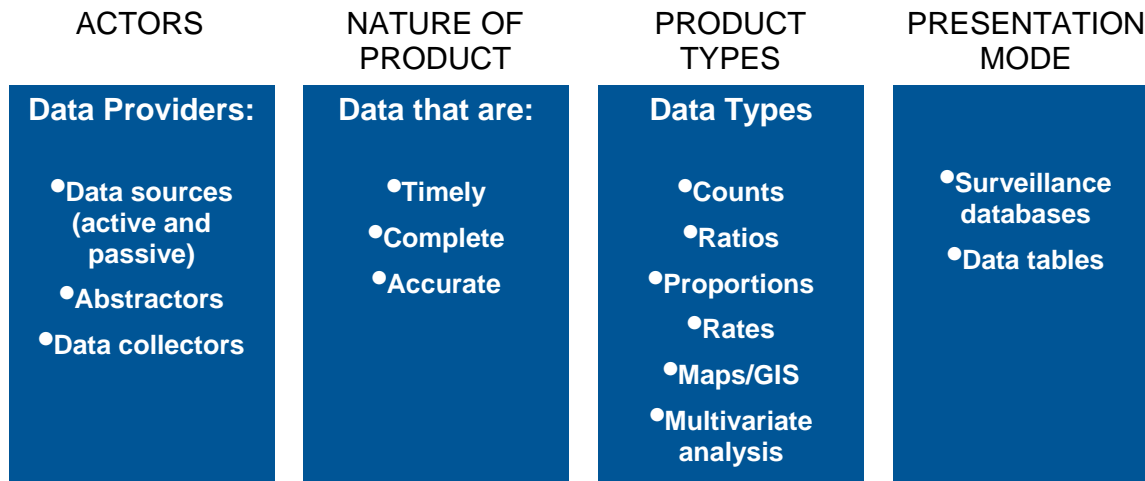 ACTORS
NATURE OF
PRODUCT
PRODUCT
TYPES
PRESENTATION
MODE
Data Providers:
•Data sources
(active and
passive)
•Abstractors
•Data collectors
Data that are:
•Timely
•Complete
•Accurate
Data Types
•Counts
•Ratios
•Proportions
•Rates
•Maps/GIS
•Multivariate
analysis
•Surveillance
databases
•Data tables